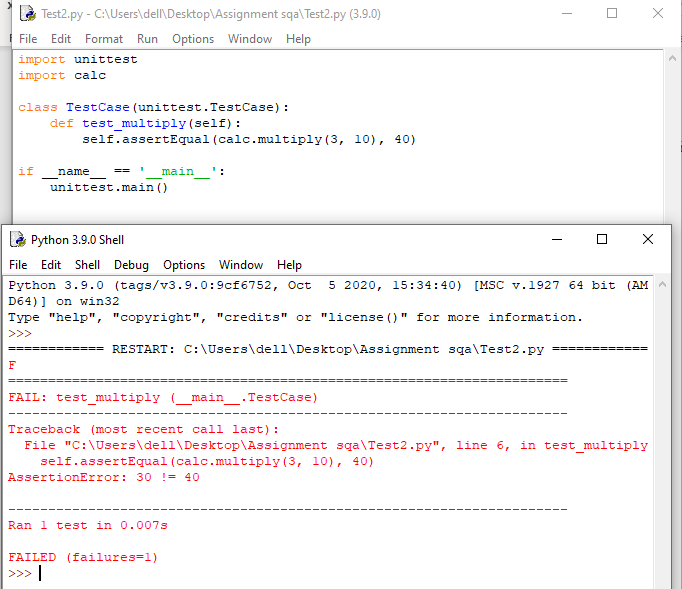 Test2.py - C:\Users\dell\Desktop\Assignment sqa\Test2.py (3.9.0)
File Edit Format Run Options Window Help
import unittest
import calc
class TestCase(unittest.TestCase):
    def test_multiply(self):
        self.assertEqual(calc.multiply(3, 10), 40)
if __name__ == '__main__':
    unittest.main()
Python 3.9.0 Shell
File Edit Shell Debug Options Window Help
Python 3.9.0 (tags/v3.9.0:9cf6752, Oct  5 2020, 15:34:40) [MSC v.1927 64 bit (AM
D64)] on win32
Type "help", "copyright", "credits" or "license()" for more information.
>>>
============ RESTART: C:\Users\dell\Desktop\Assignment sqa\Test2.py ============
F
======================================================================
FAIL: test_multiply (__main__.TestCase)
----------------------------------------------------------------------
Traceback (most recent call last):
  File "C:\Users\dell\Desktop\Assignment sqa\Test2.py", line 6, in test_multiply
    self.assertEqual(calc.multiply(3, 10), 40)
AssertionError: 30 != 40
----------------------------------------------------------------------
Ran 1 test in 0.007s
FAILED (failures=1)
>>>